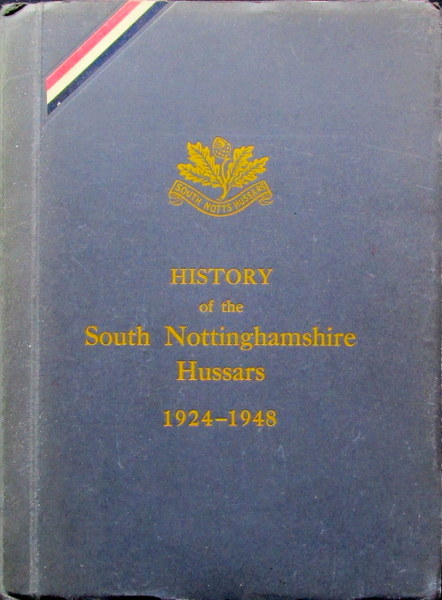 SOUTH NOTTS HUSSARS
HISTORY
of the
South Nottinghamshire
Hussars
1924–1948